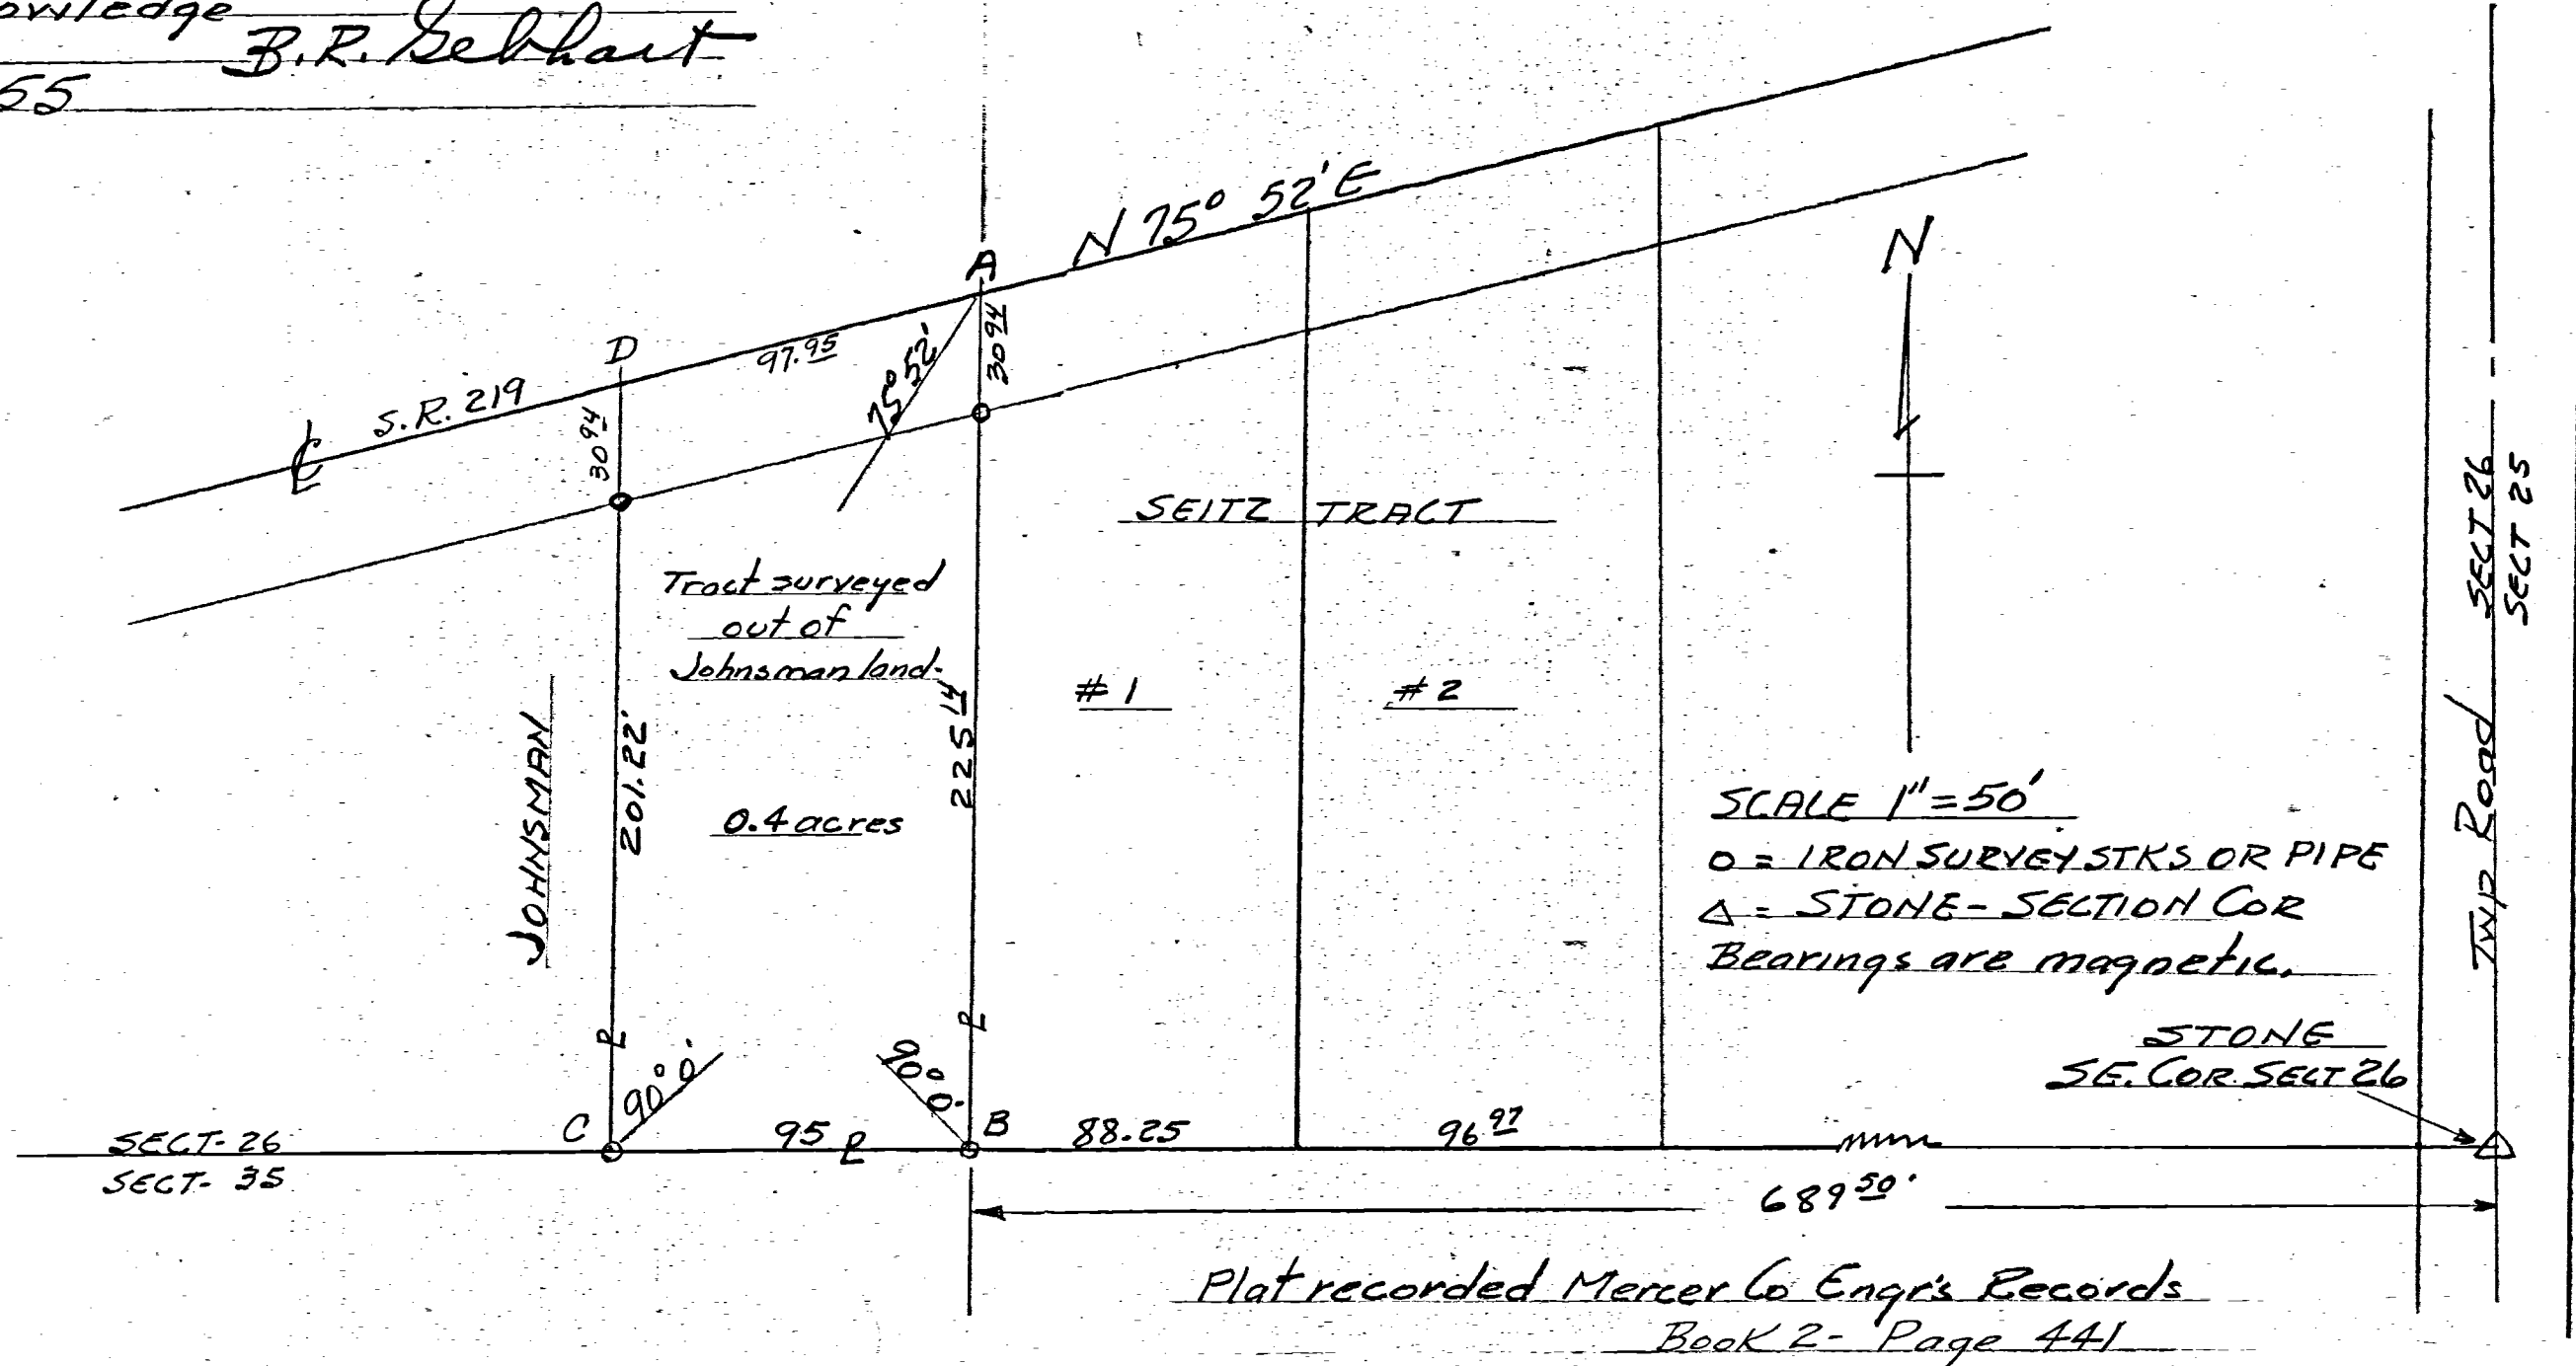 owledge
B.R. Gebhart
55
N 75° 52' E
N
A
D
97.95
30 94
75° 52'
S.R. 219
30 94
SEITZ TRACT
SECT 26
SECT 25
Tract surveyed
out of
Johnsman land.
#1
#2
JOHNSMAN
201.22'
225 14
0.4 acres
SCALE 1" = 50'
o = IRON SURVEY STKS OR PIPE
△ = STONE - SECTION COR
Bearings are magnetic.
Twp Road
STONE
SE. COR. SECT 26
90° 0'
90° 0'
C
95
B
88.25
96 97
SECT- 26
SECT- 35
689 50'
Plat recorded Mercer Co Engr's Records
Book 2- Page 441